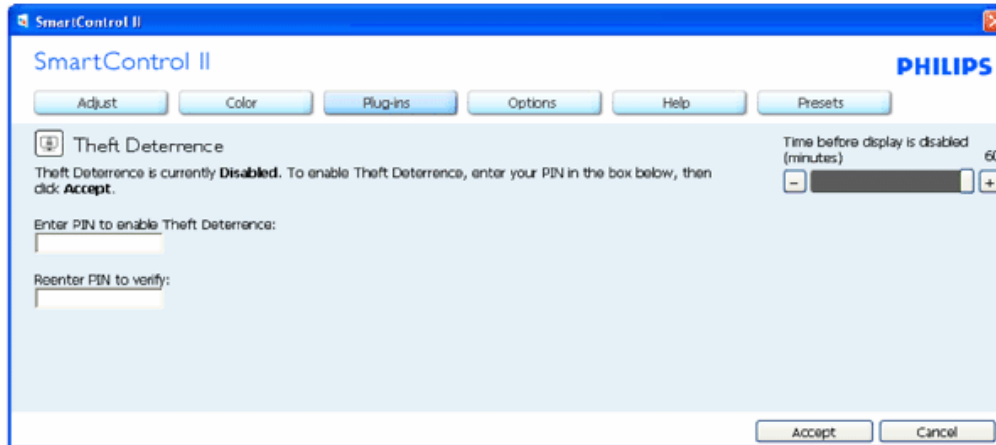 SmartControl II
SmartControl II
PHILIPS
Adjust
Color
Plug-ins
Options
Help
Presets
Theft Deterrence
Theft Deterrence is currently Disabled. To enable Theft Deterrence, enter your PIN in the box below, then
click Accept.
Time before display is disabled
(minutes)
60
-
+
Enter PIN to enable Theft Deterrence:
Reenter PIN to verify:
Accept
Cancel